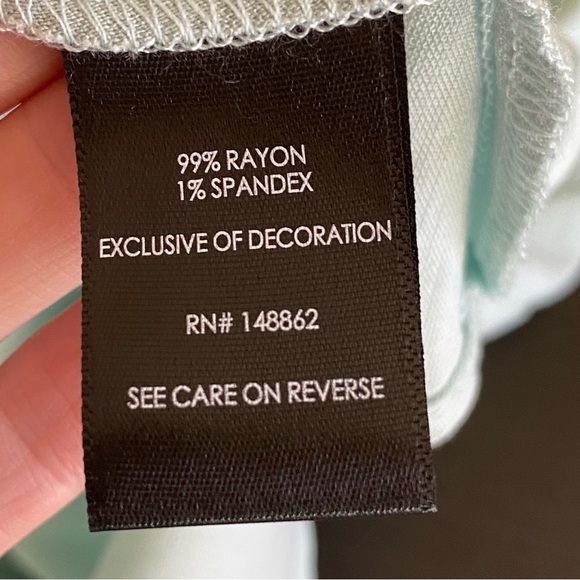 99% RAYON
1% SPANDEX
EXCLUSIVE OF DECORATION
RN# 148862
SEE CARE ON REVERSE